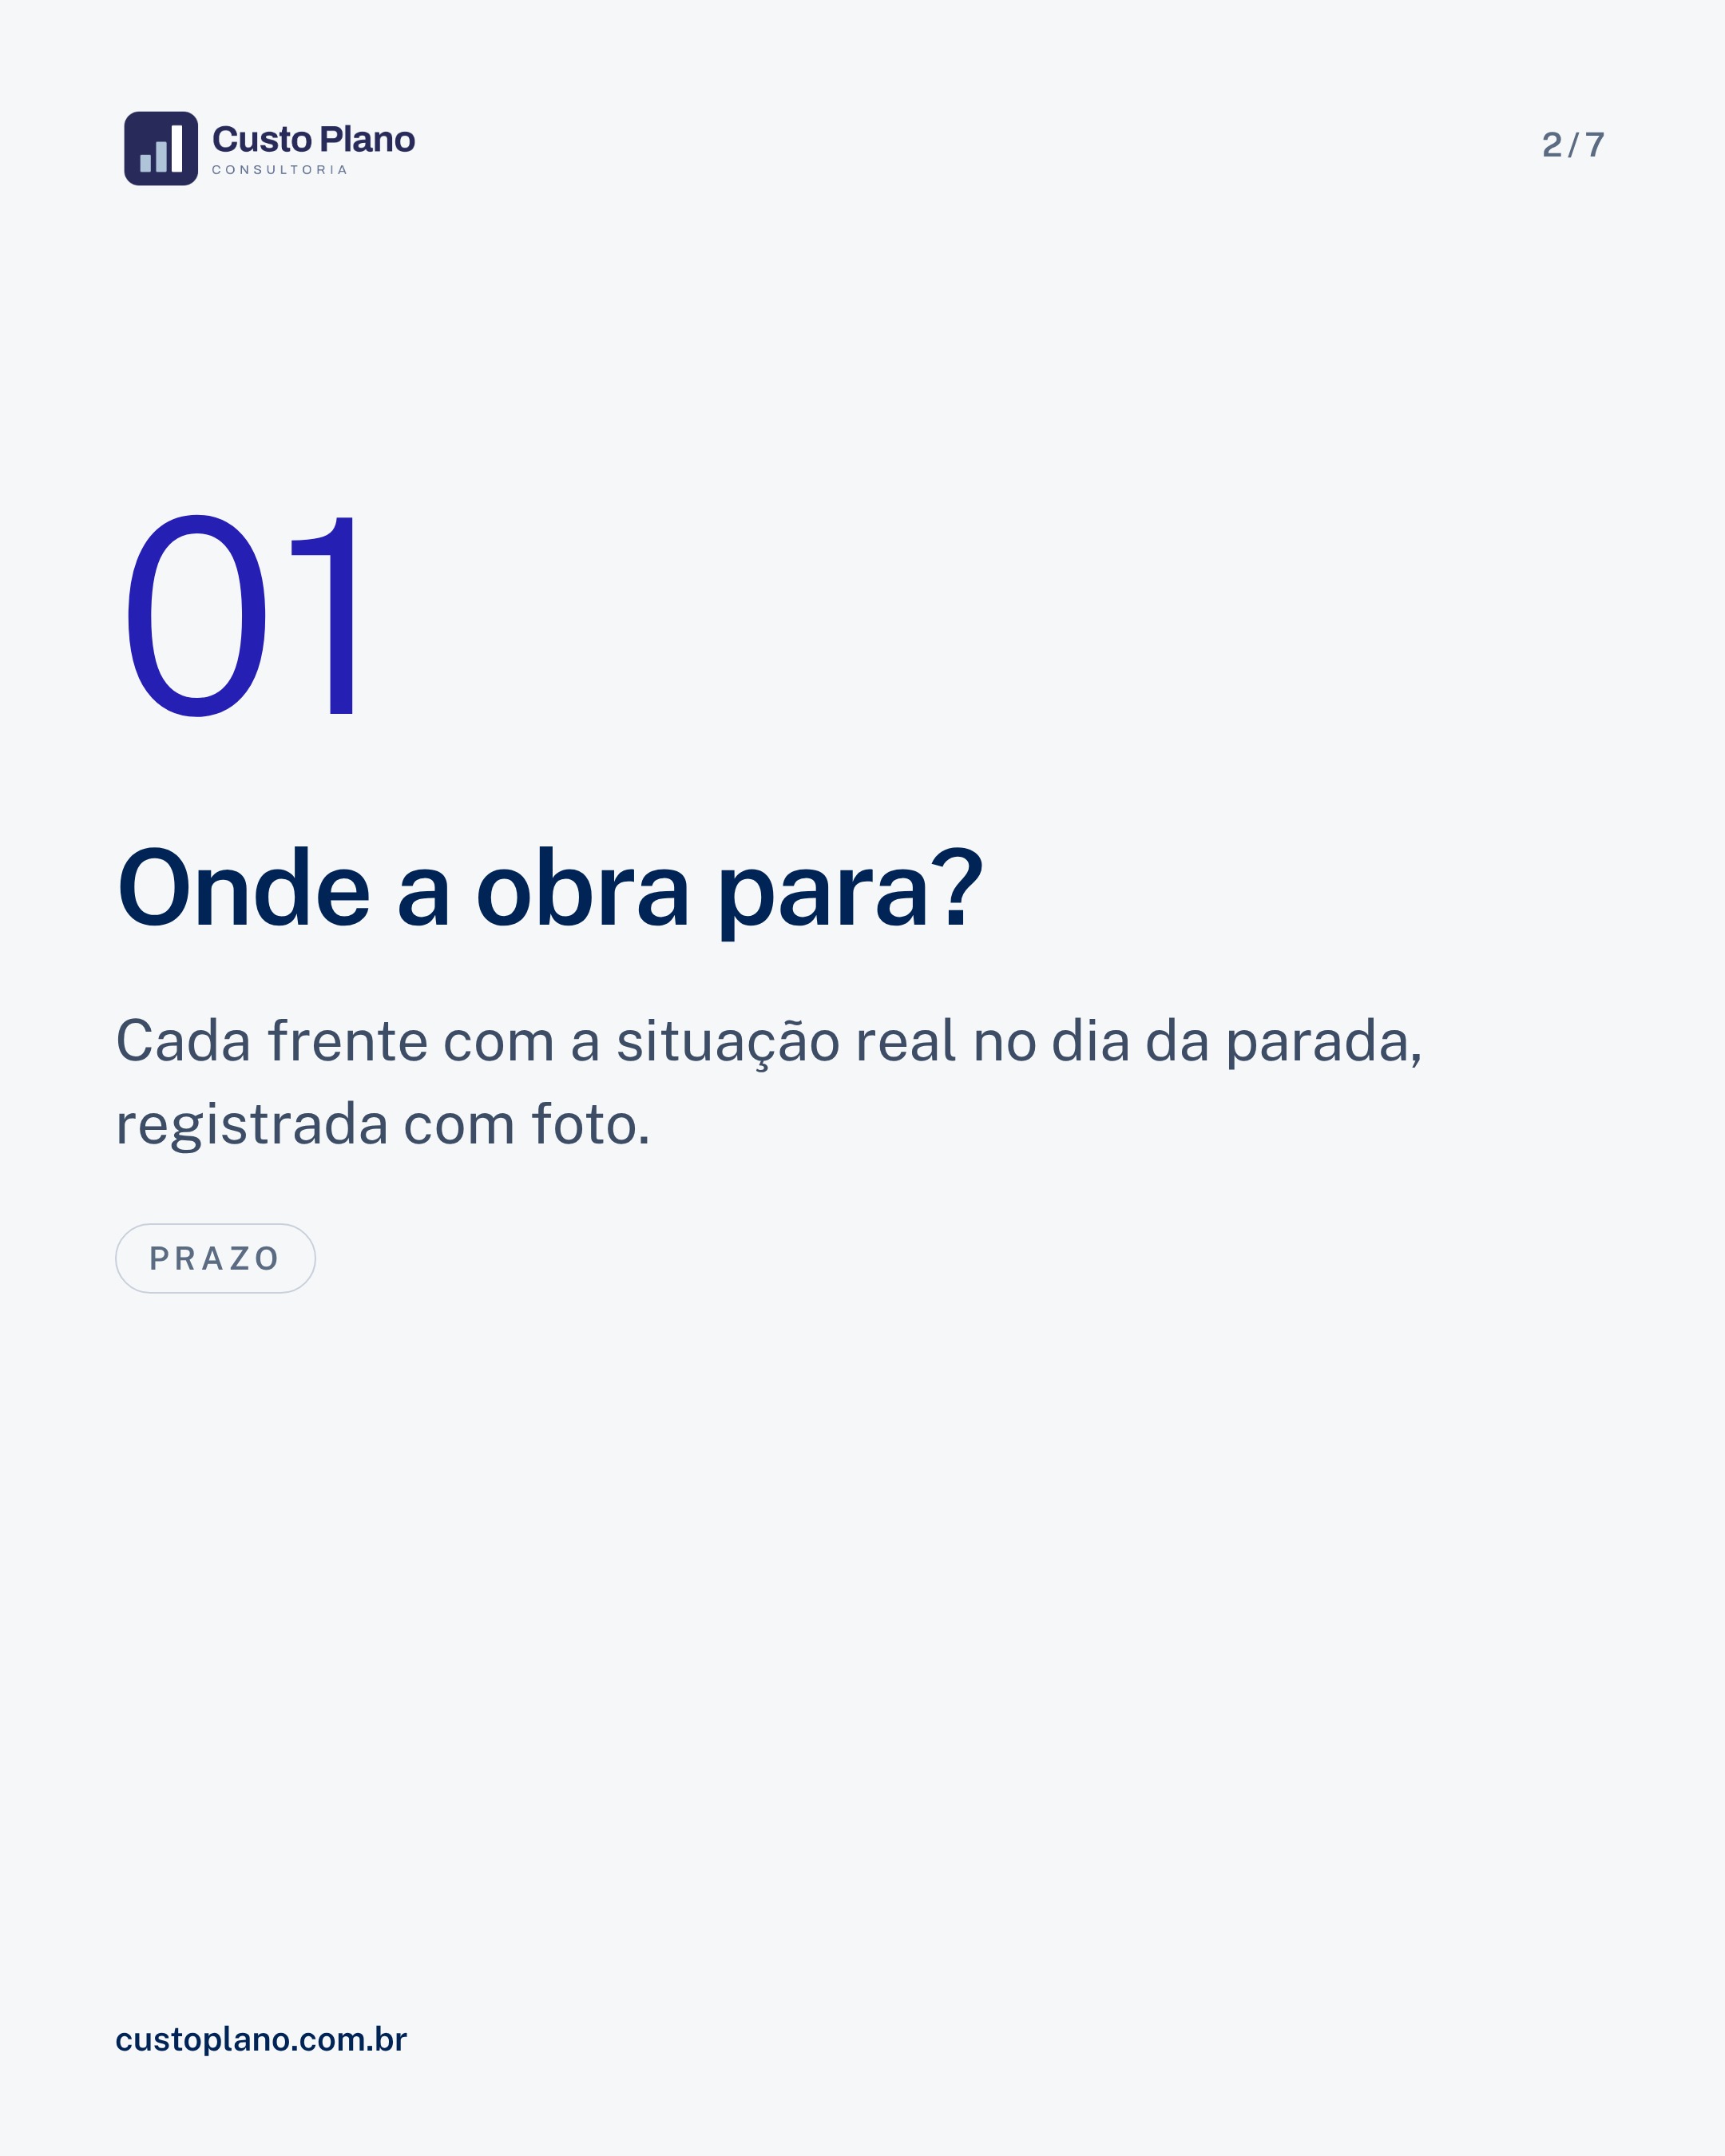 Custo Plano
CONSULTORIA
2/7
01
Onde a obra para?
Cada frente com a situação real no dia da parada,
registrada com foto.
PRAZO
custoplano.com.br